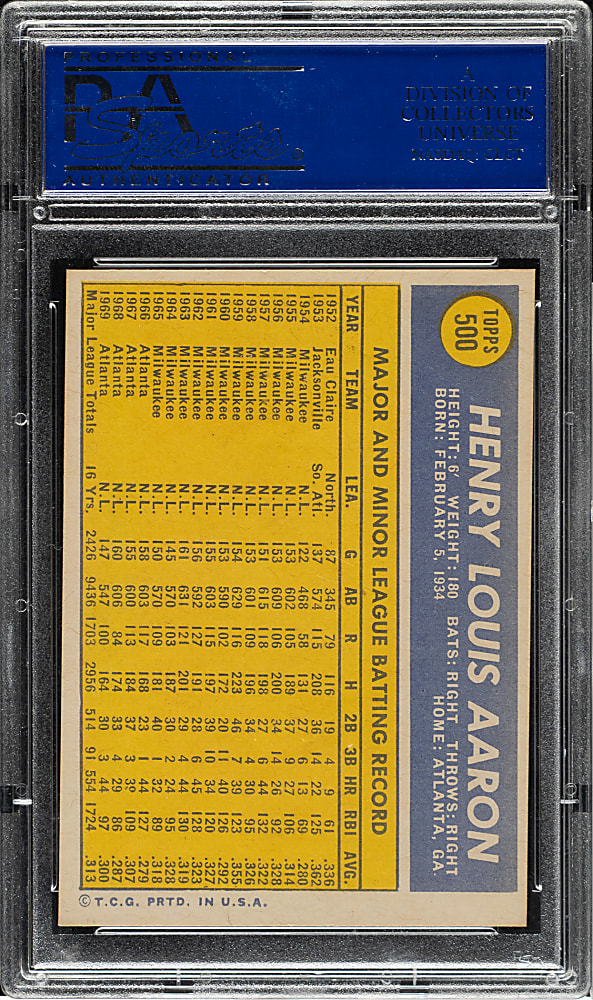 PROFESSIONAL
PSA
Sports®
AUTHENTICATOR
A
DIVISION OF
COLLECTORS
UNIVERSE
NASDAQ: CLCT
TOPPS
500
HENRY LOUIS AARON
HEIGHT: 6' WEIGHT: 180 BATS: RIGHT THROWS: RIGHT
BORN: FEBRUARY 5, 1934 HOME: ATLANTA, GA.
MAJOR AND MINOR LEAGUE BATTING RECORD
YEAR TEAM LEA. G AB R H 2B 3B HR RBI AVG.
1952 Eau Claire North. 87 345 79 116 19 4 9 61 .336
1953 Jacksonville So. Atl. 137 574 115 208 36 14 22 125 .362
1954 Milwaukee N.L. 122 468 58 131 27 6 13 69 .280
1955 Milwaukee N.L. 153 602 105 189 37 9 27 106 .314
1956 Milwaukee N.L. 153 609 106 200 34 14 26 92 .328
1957 Milwaukee N.L. 151 615 118 198 27 6 44 132 .322
1958 Milwaukee N.L. 153 601 109 196 34 4 30 95 .326
1959 Milwaukee N.L. 154 629 116 223 46 7 39 123 .355
1960 Milwaukee N.L. 153 590 102 172 20 11 40 126 .292
1961 Milwaukee N.L. 155 603 115 197 39 10 34 120 .327
1962 Milwaukee N.L. 156 592 127 191 28 6 45 128 .323
1963 Milwaukee N.L. 161 631 121 201 29 4 44 130 .319
1964 Milwaukee N.L. 145 570 103 187 30 2 24 95 .328
1965 Milwaukee N.L. 150 570 109 181 40 1 32 89 .318
1966 Atlanta N.L. 158 603 117 168 23 1 44 127 .279
1967 Atlanta N.L. 155 600 113 184 37 3 39 109 .307
1968 Atlanta N.L. 160 606 84 174 33 4 29 86 .287
1969 Atlanta N.L. 147 547 100 164 30 3 44 97 .300
Major League Totals 16 Yrs. 2426 9436 1703 2956 514 91 554 1724 .313
©T.C.G. PRTD. IN U.S.A.